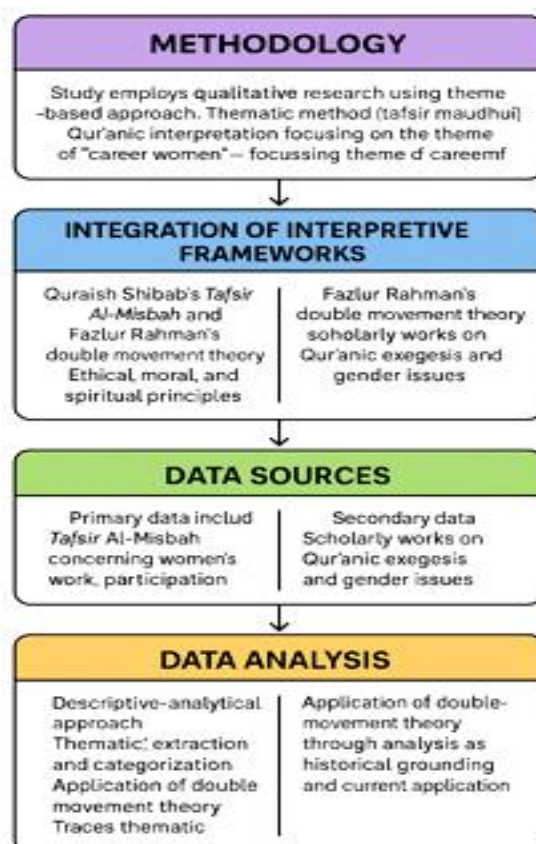 METHODOLOGY
Study employs qualitative research using theme
-based approach. Thematic method (tafsir maudhui)
Qur'anic interpretation focusing on the theme
of "career women" — focussing theme of careemf
INTEGRATION OF INTERPRETIVE
FRAMEWORKS
Quraish Shibab's Tafsir
Al-Misbah and
Fazlur Rahman's
double movement theory
Ethical, moral, and
spiritual principles
Fazlur Rahman's
double movement theory
scholarly works on
Qur'anic exegesis and
gender issues
DATA SOURCES
Primary data includ
Tafsir Al-Misbah
concerning women's
work, participation
Secondary data
Scholarly works on
Qur'anic exegesis
and gender issues
DATA ANALYSIS
Descriptive-analytical
approach
Thematic; extraction
and categorization
Application of double
movement theory
Traces thematic
Application of double-
movement theory
through analysis as
historical grounding
and current application